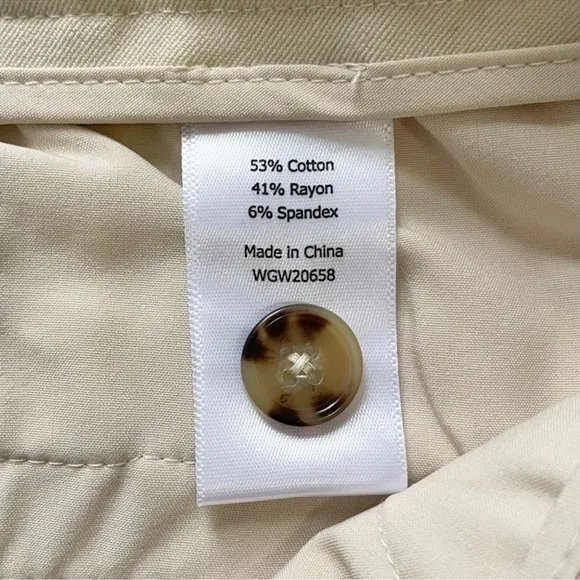 53% Cotton
41% Rayon
6% Spandex
Made in China
WGW20658